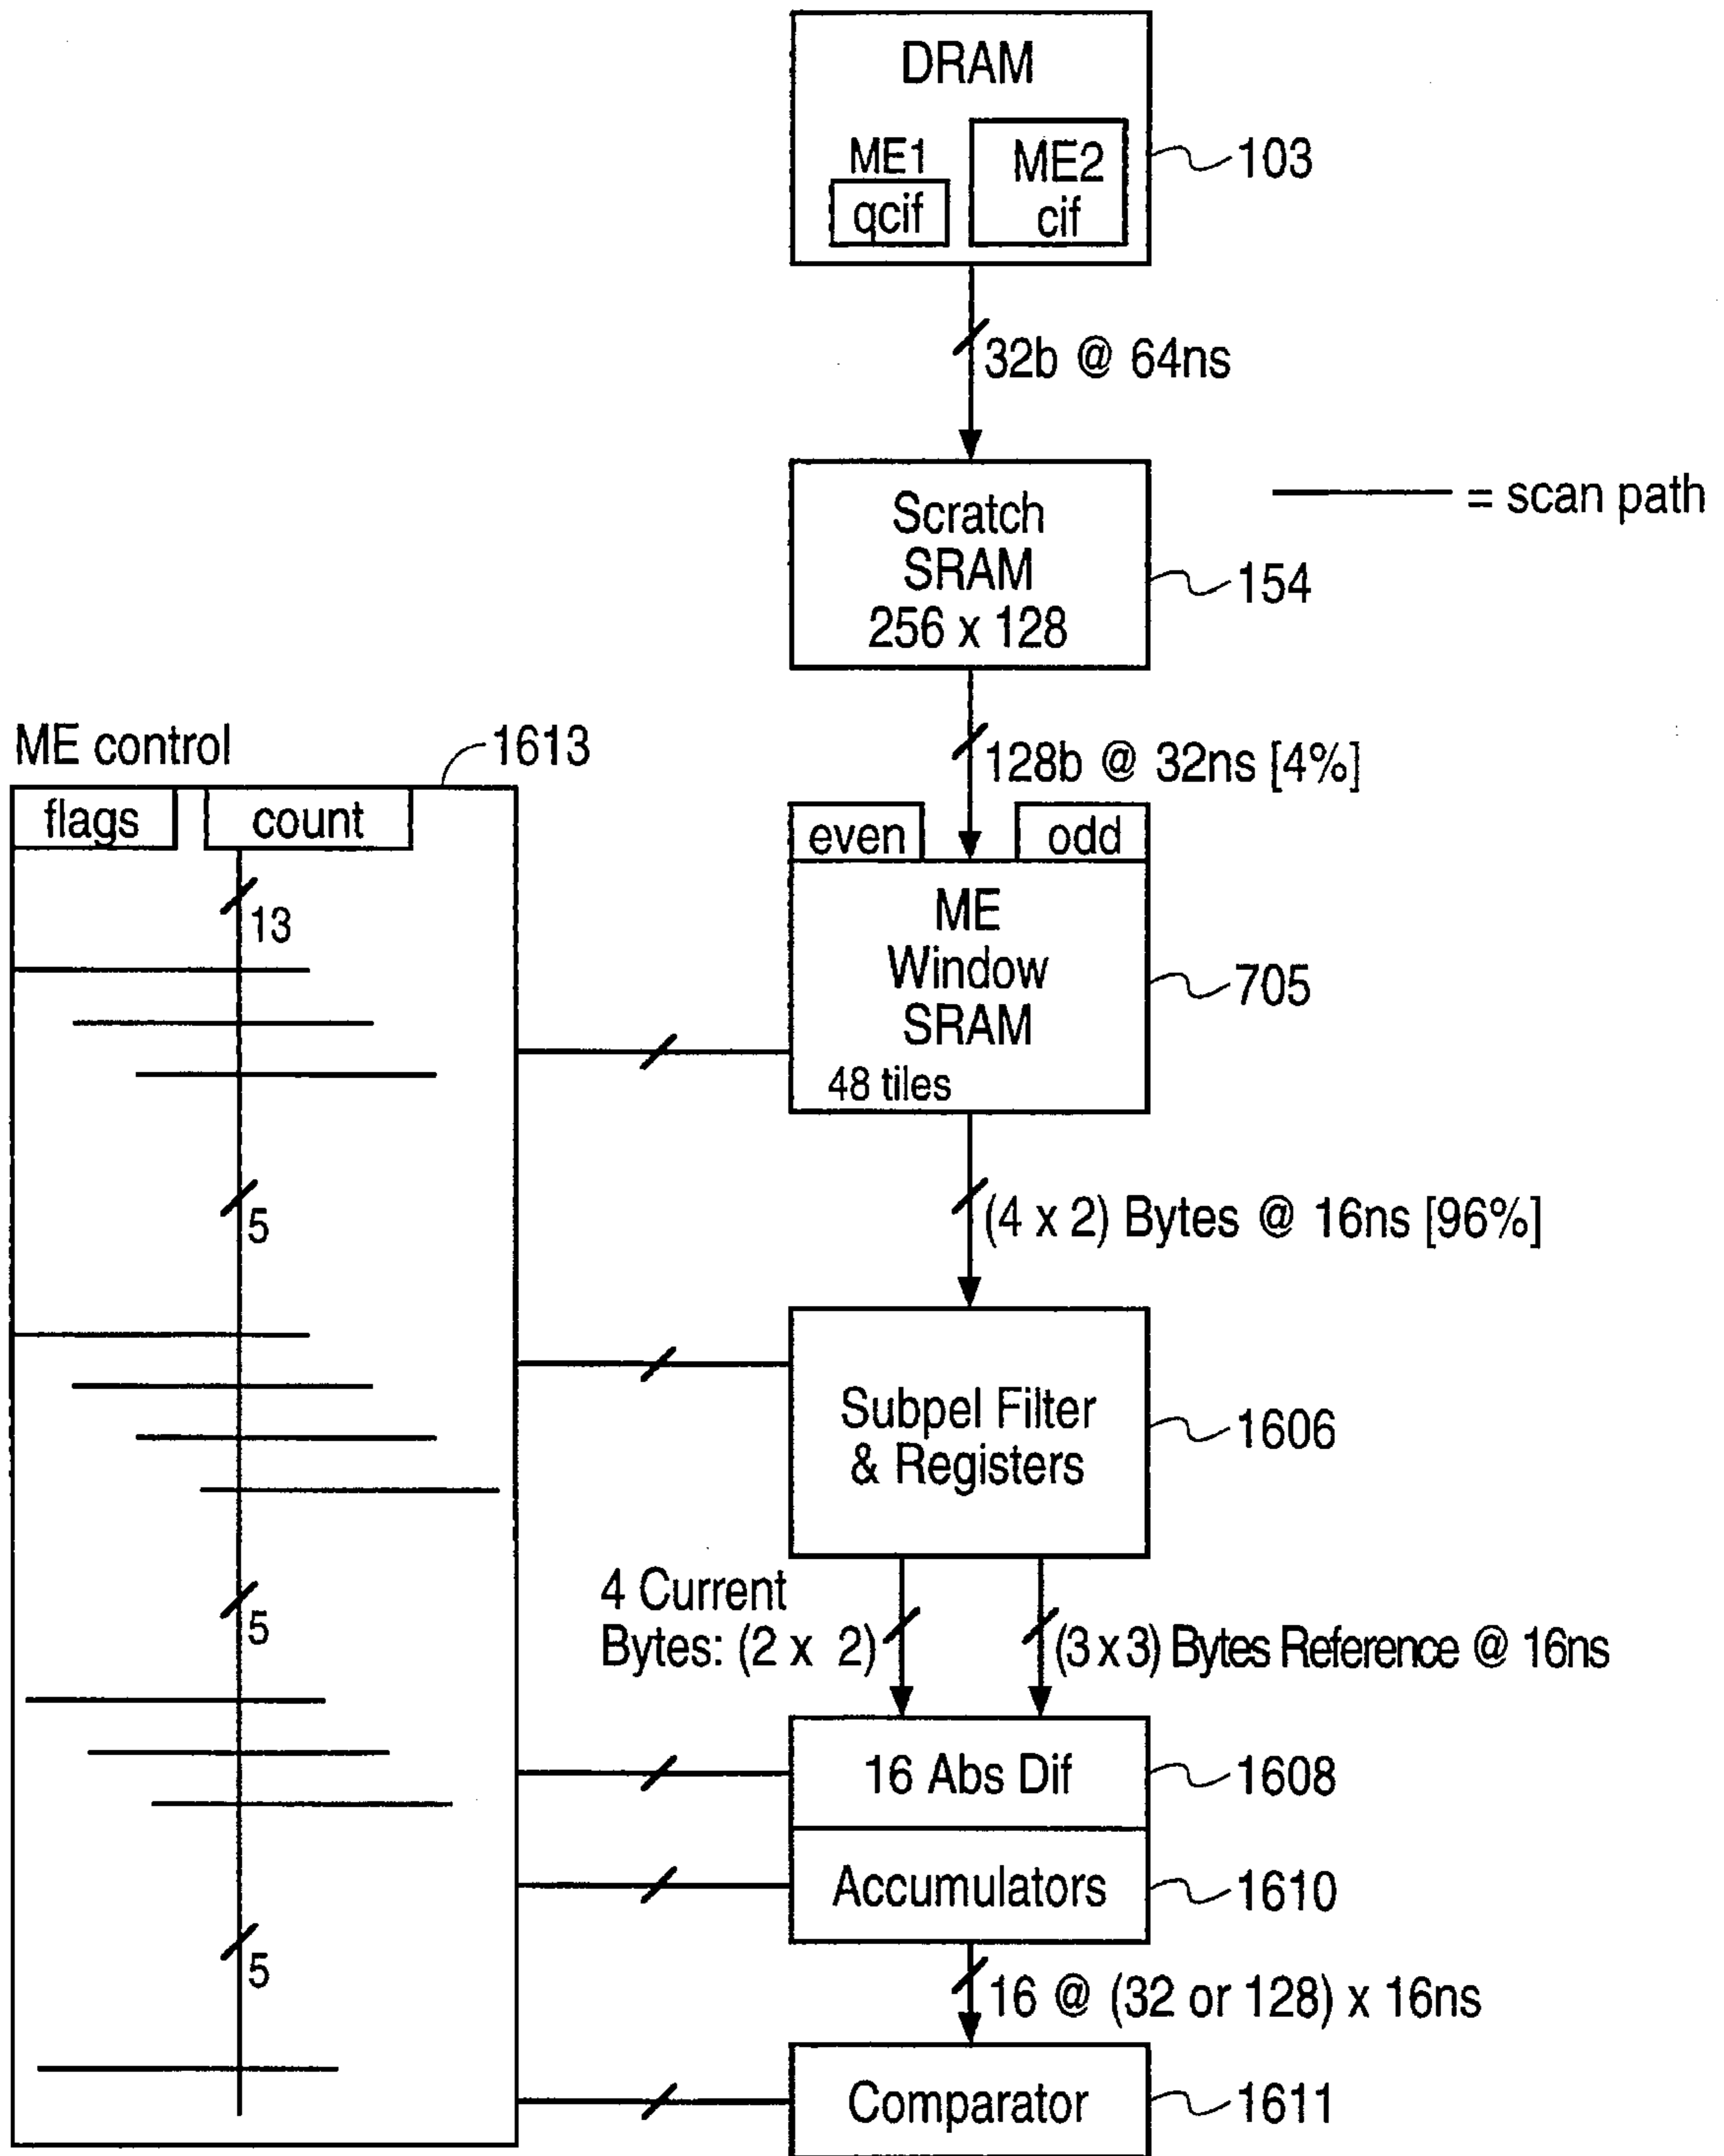 DRAM
ME1
qcif
ME2
cif
103
32b @ 64ns
Scratch
SRAM
256 x 128
154
= scan path
128b @ 32ns [4%]
ME control
1613
flags
count
13
5
5
5
even
odd
ME
Window
SRAM
48 tiles
705
(4 x 2) Bytes @ 16ns [96%]
Subpel Filter
& Registers
1606
4 Current
Bytes: (2 x 2)
(3 x 3) Bytes Reference @ 16ns
16 Abs Dif
1608
Accumulators
1610
16 @ (32 or 128) x 16ns
Comparator
1611